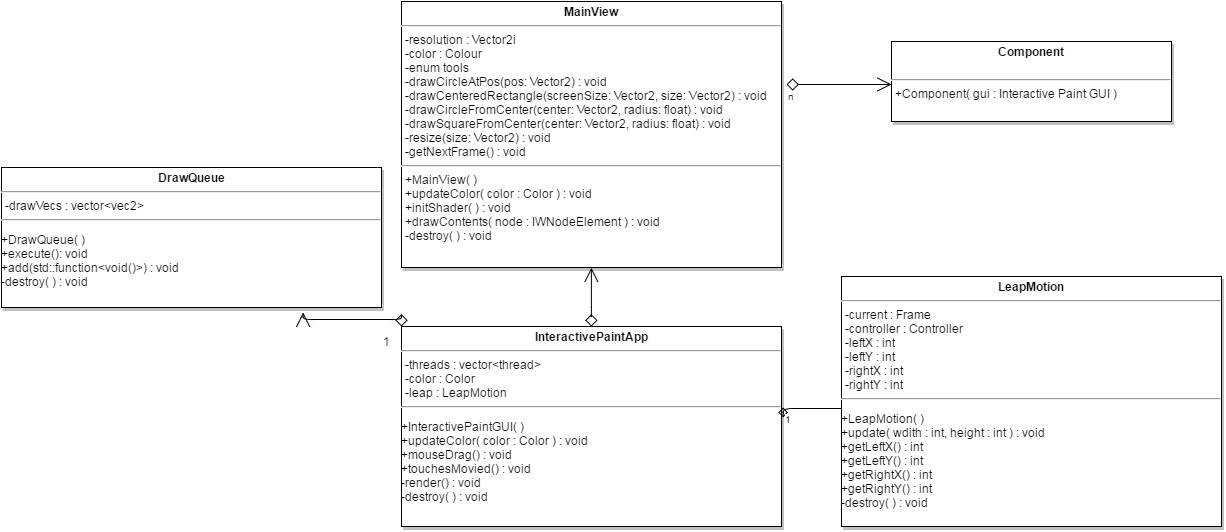 MainView
-resolution : Vector2i
-color : Colour
-enum tools
-drawCircleAtPos(pos: Vector2) : void
-drawCenteredRectangle(screenSize: Vector2, size: Vector2) : void
-drawCircleFromCenter(center: Vector2, radius: float) : void
-drawSquareFromCenter(center: Vector2, radius: float) : void
-resize(size: Vector2) : void
-getNextFrame() : void
+MainView( )
+updateColor( color : Color ) : void
+initShader( ) : void
+drawContents( node : IWNodeElement ) : void
-destroy( ) : void
n
Component
+Component( gui : Interactive Paint GUI )
DrawQueue
-drawVecs : vector<vec2>
+DrawQueue( )
+execute(): void
+add(std::function<void()>) : void
-destroy( ) : void
1
InteractivePaintApp
-threads : vector<thread>
-color : Color
-leap : LeapMotion
+InteractivePaintGUI( )
+updateColor( color : Color ) : void
+mouseDrag() : void
+touchesMovied() : void
-render() : void
-destroy( ) : void
1
LeapMotion
-current : Frame
-controller : Controller
-leftX : int
-leftY : int
-rightX : int
-rightY : int
+LeapMotion( )
+update( wdith : int, height : int ) : void
+getLeftX() : int
+getLeftY() : int
+getRightX() : int
+getRightY() : int
-destroy( ) : void